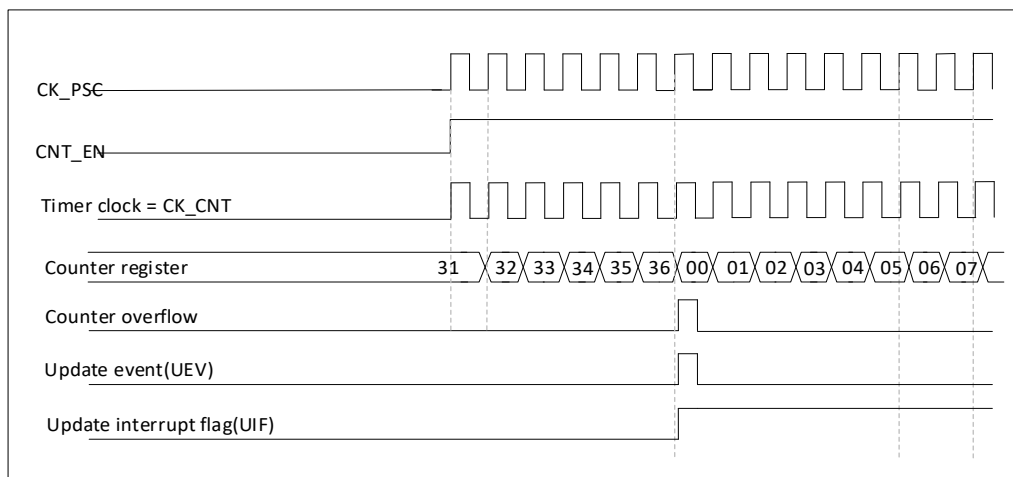 CK_PSC
CNT_EN
Timer clock = CK_CNT
Counter register 31 32 33 34 35 36 00 01 02 03 04 05 06 07
Counter overflow
Update event(UEV)
Update interrupt flag(UIF)